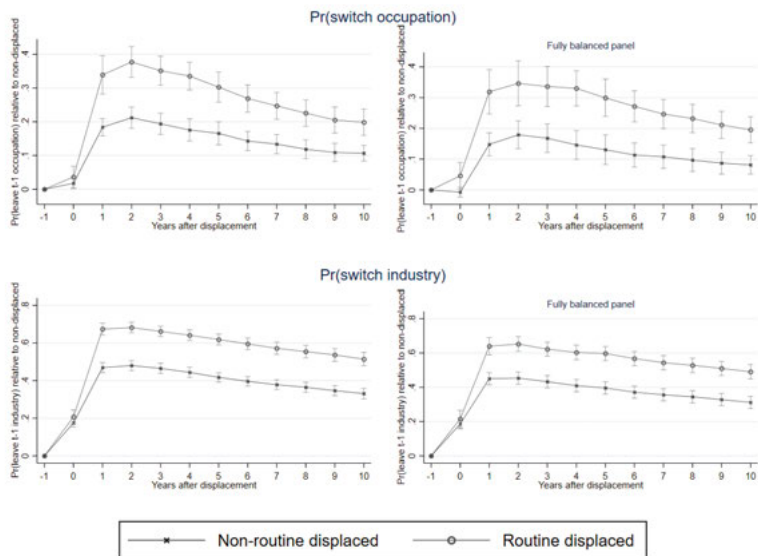 Pr(switch occupation)
Pr(leave t-1 occupation) relative to non-displaced
0 .1 .2 .3 .4
-1 0 1 2 3 4 5 6 7 8 9 10
Years after displacement
Fully balanced panel
Pr(leave t-1 occupation) relative to non-displaced
0 .1 .2 .3 .4
-1 0 1 2 3 4 5 6 7 8 9 10
Years after displacement
Pr(switch industry)
Pr(leave t-1 industry) relative to non-displaced
0 .2 .4 .6 .8
-1 0 1 2 3 4 5 6 7 8 9 10
Years after displacement
Fully balanced panel
Pr(leave t-1 industry) relative to non-displaced
0 .2 .4 .6 .8
-1 0 1 2 3 4 5 6 7 8 9 10
Years after displacement
Non-routine displaced
Routine displaced